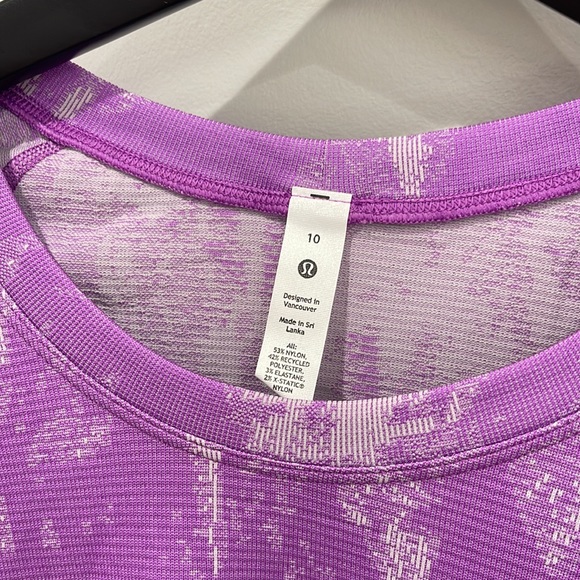 10
Designed in
Vancouver
Made in Sri
Lanka
All:
53% NYLON,
42% RECYCLED
POLYESTER,
3% ELASTANE,
2% X-STATIC®
NYLON